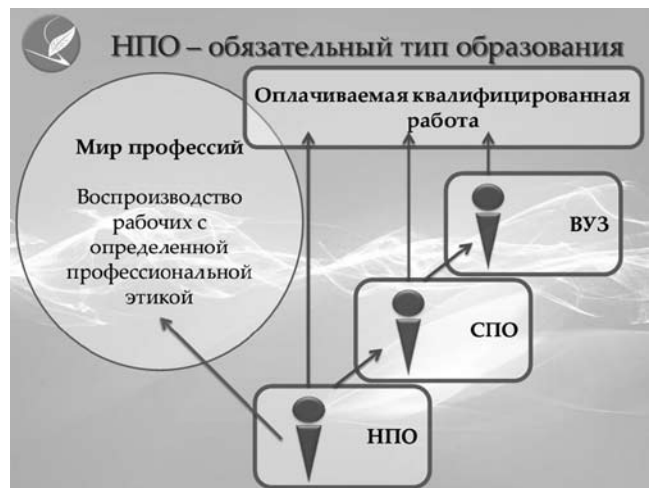 НПО – обязательный тип образования
Оплачиваемая квалифицированная
работа
Мир профессий
Воспроизводство
рабочих с
определенной
профессиональной
этикой
ВУЗ
СПО
НПО